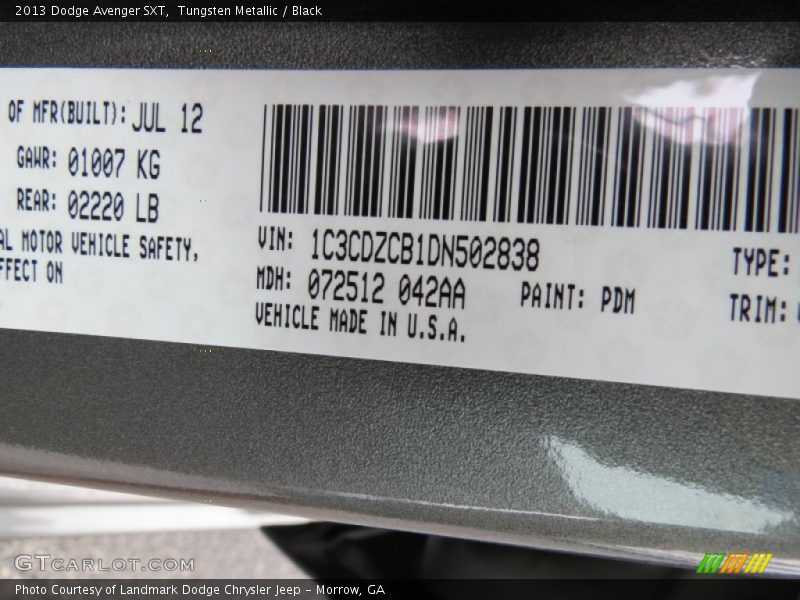 2013 Dodge Avenger SXT, Tungsten Metallic / Black
OF MFR(BUILT): JUL 12
GAWR: 01007 KG
REAR: 02220 LB
AL MOTOR VEHICLE SAFETY,
FFECT ON
VIN: 1C3CDZCB1DN502838
MDH: 072512 042AA
PAINT: PDM
VEHICLE MADE IN U.S.A.
TYPE:
TRIM:
GTCARLOT.COM
Photo Courtesy of Landmark Dodge Chrysler Jeep – Morrow, GA